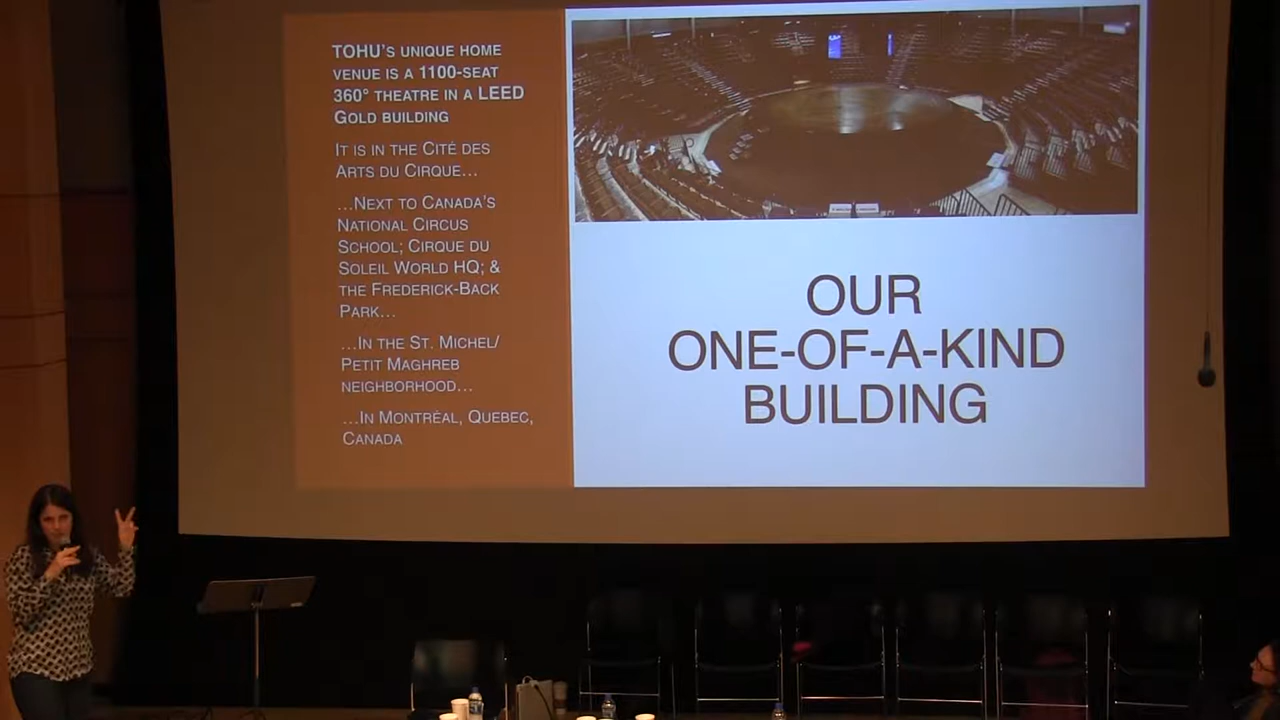 TOHU'S UNIQUE HOME
VENUE IS A 1100-SEAT
360° THEATRE IN A LEED
GOLD BUILDING
IT IS IN THE CITÉ DES
ARTS DU CIRQUE...
...NEXT TO CANADA'S
NATIONAL CIRCUS
SCHOOL; CIRQUE DU
SOLEIL WORLD HQ; &
THE FREDERICK-BACK
PARK...
...IN THE ST. MICHEL/
PETIT MAGHREB
NEIGHBORHOOD...
...IN MONTRÉAL, QUEBEC,
CANADA
OUR
ONE-OF-A-KIND
BUILDING